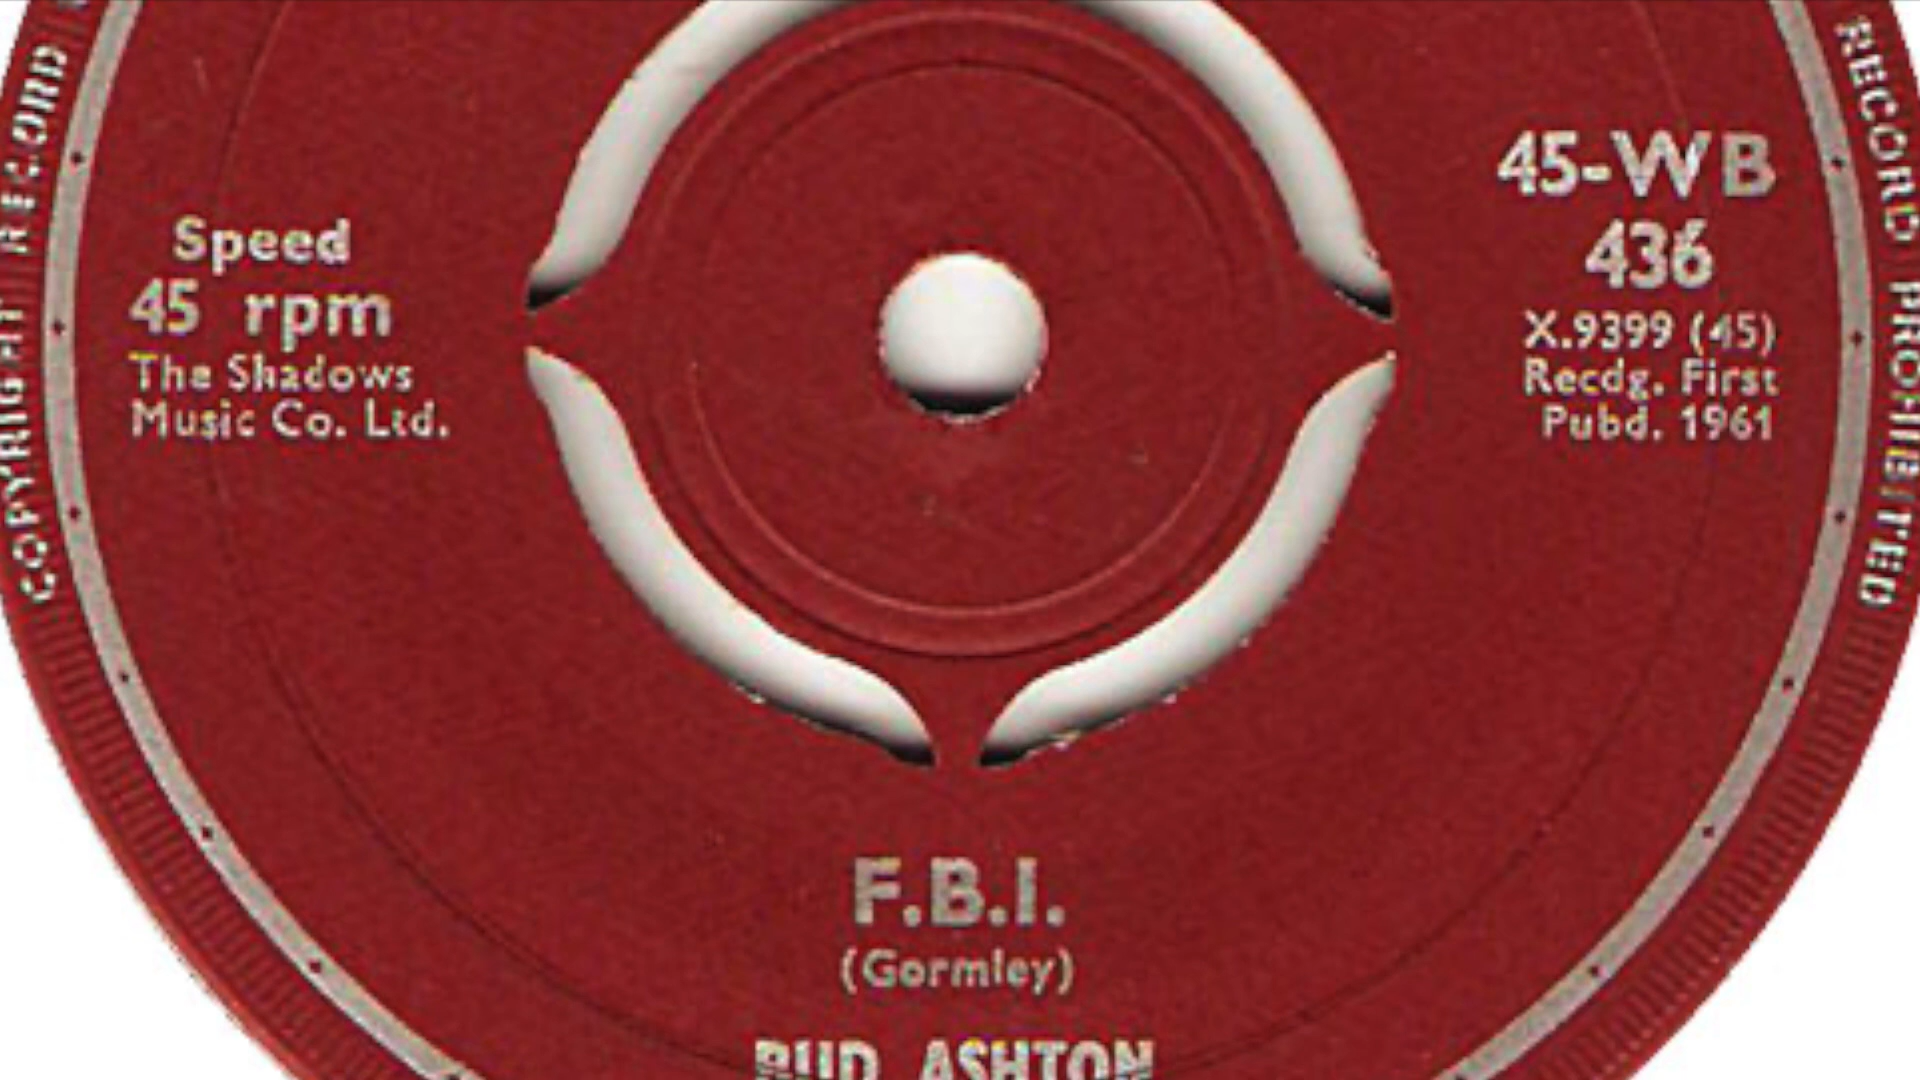 COPYRIGHT RECORD
RECORD PROHIBITED
Speed
45 rpm
The Shadows
Music Co. Ltd.
45-WB
436
X.9399 (45)
Recdg. First
Pubd. 1961
F.B.I.
(Gormley)
BUD ASHTON